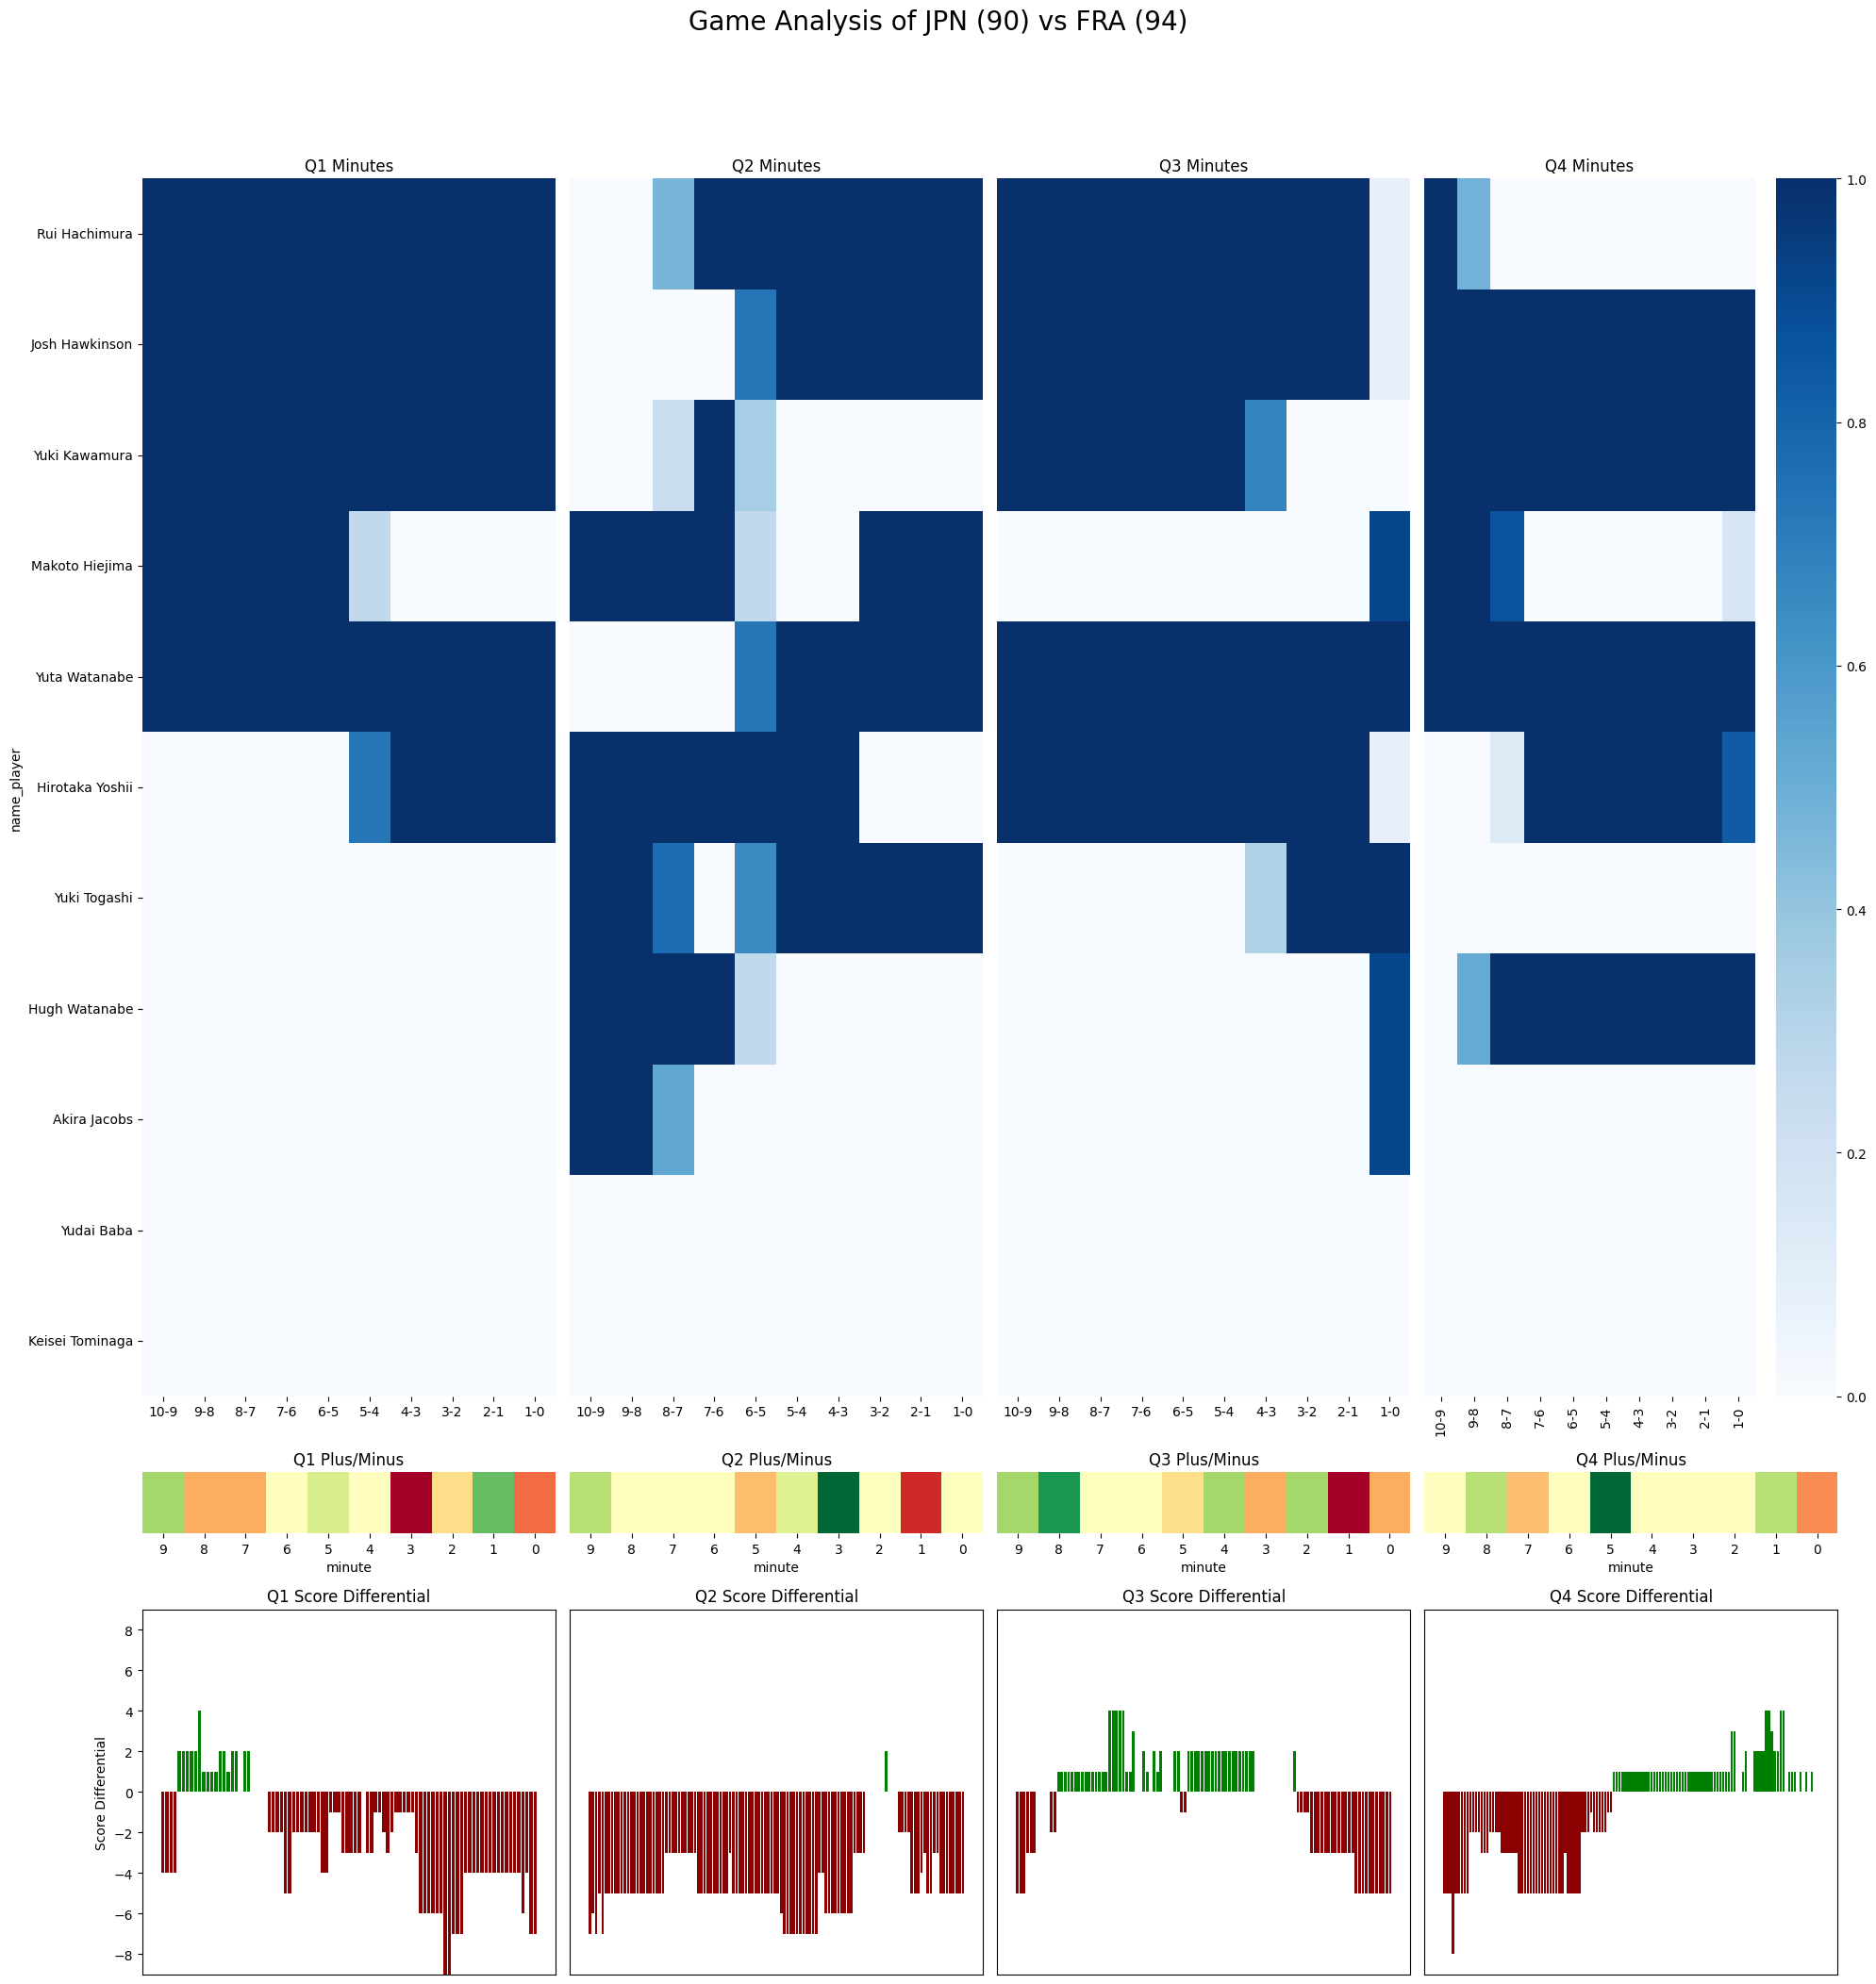 Game Analysis of JPN (90) vs FRA (94)
Q1 Minutes
Q2 Minutes
Q3 Minutes
Q4 Minutes
name_player
Rui Hachimura
Josh Hawkinson
Yuki Kawamura
Makoto Hiejima
Yuta Watanabe
Hirotaka Yoshii
Yuki Togashi
Hugh Watanabe
Akira Jacobs
Yudai Baba
Keisei Tominaga
1.0
0.8
0.6
0.4
0.2
0.0
10-9 9-8 8-7 7-6 6-5 5-4 4-3 3-2 2-1 1-0
10-9 9-8 8-7 7-6 6-5 5-4 4-3 3-2 2-1 1-0
10-9 9-8 8-7 7-6 6-5 5-4 4-3 3-2 2-1 1-0
10-9 9-8 8-7 7-6 6-5 5-4 4-3 3-2 2-1 1-0
Q1 Plus/Minus
Q2 Plus/Minus
Q3 Plus/Minus
Q4 Plus/Minus
9 8 7 6 5 4 3 2 1 0
9 8 7 6 5 4 3 2 1 0
9 8 7 6 5 4 3 2 1 0
9 8 7 6 5 4 3 2 1 0
minute
minute
minute
Q1 Score Differential
Q2 Score Differential
Q3 Score Differential
Q4 Score Differential
Score Differential
8
6
4
2
0
−2
−4
−6
−8